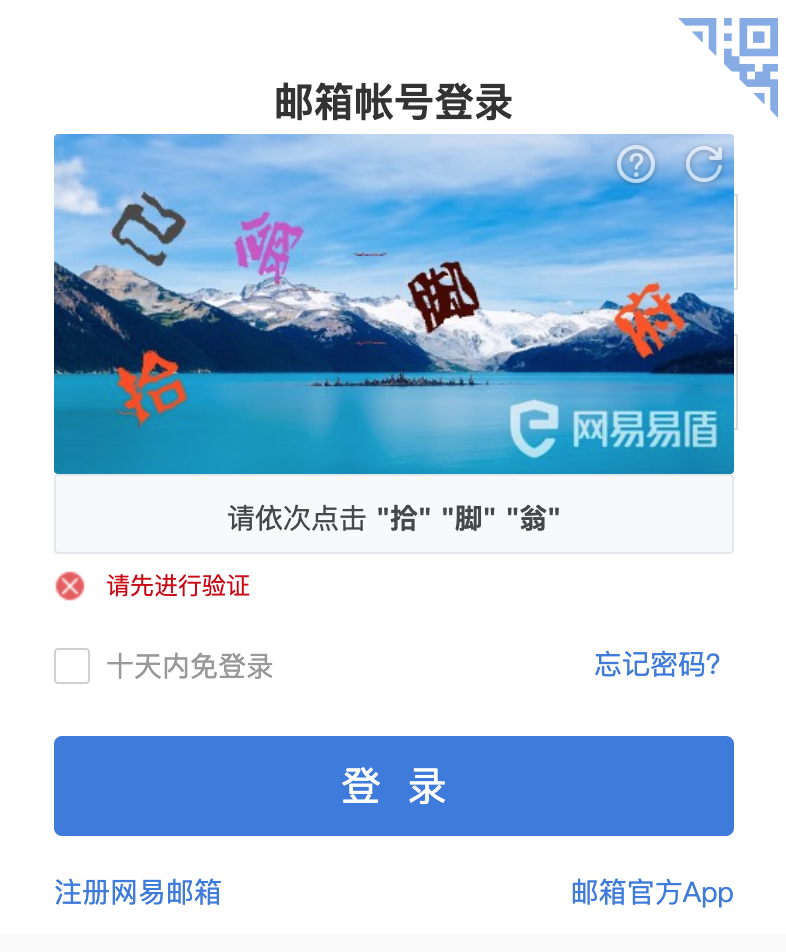 邮箱帐号登录
拾
府
网易易盾
请依次点击 "拾" "脚" "翁"
请先进行验证
十天内免登录
忘记密码?
登 录
注册网易邮箱
邮箱官方App